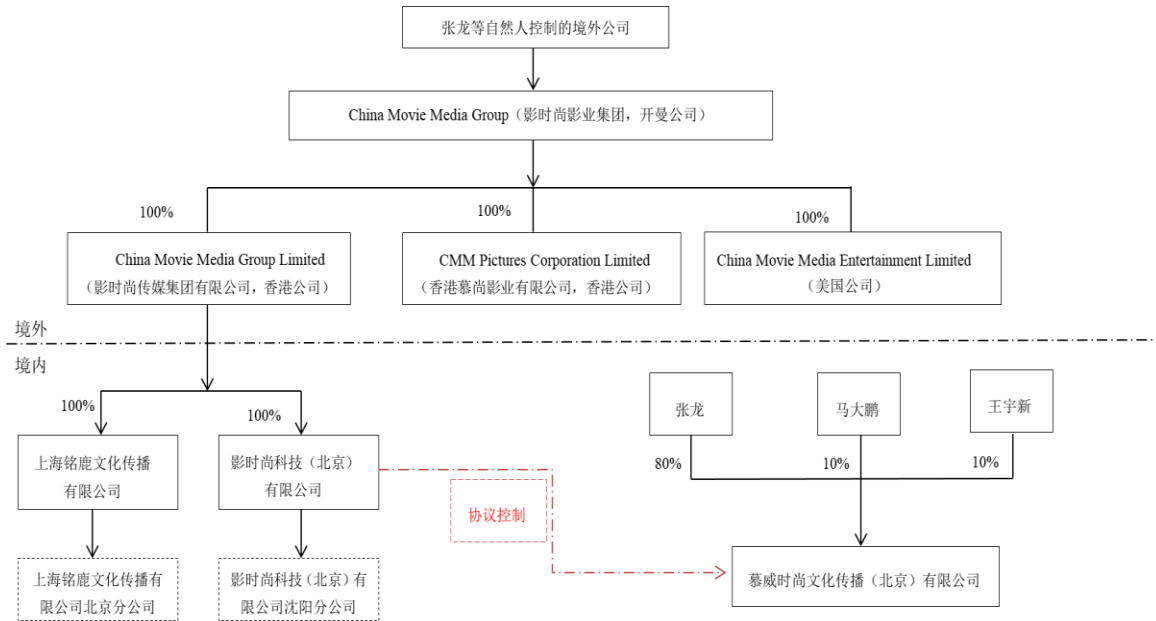 张龙等自然人控制的境外公司
China Movie Media Group（影时尚影业集团，开曼公司）
100%
100%
100%
China Movie Media Group Limited
（影时尚传媒集团有限公司，香港公司）
CMM Pictures Corporation Limited
（香港慕尚影业有限公司，香港公司）
China Movie Media Entertainment Limited
（美国公司）
境外
境内
100%
100%
张龙
马大鹏
王宇新
80%
10%
10%
上海铭鹿文化传播
有限公司
影时尚科技（北京）
有限公司
协议控制
上海铭鹿文化传播有
限公司北京分公司
影时尚科技（北京）有
限公司沈阳分公司
慕威时尚文化传播（北京）有限公司